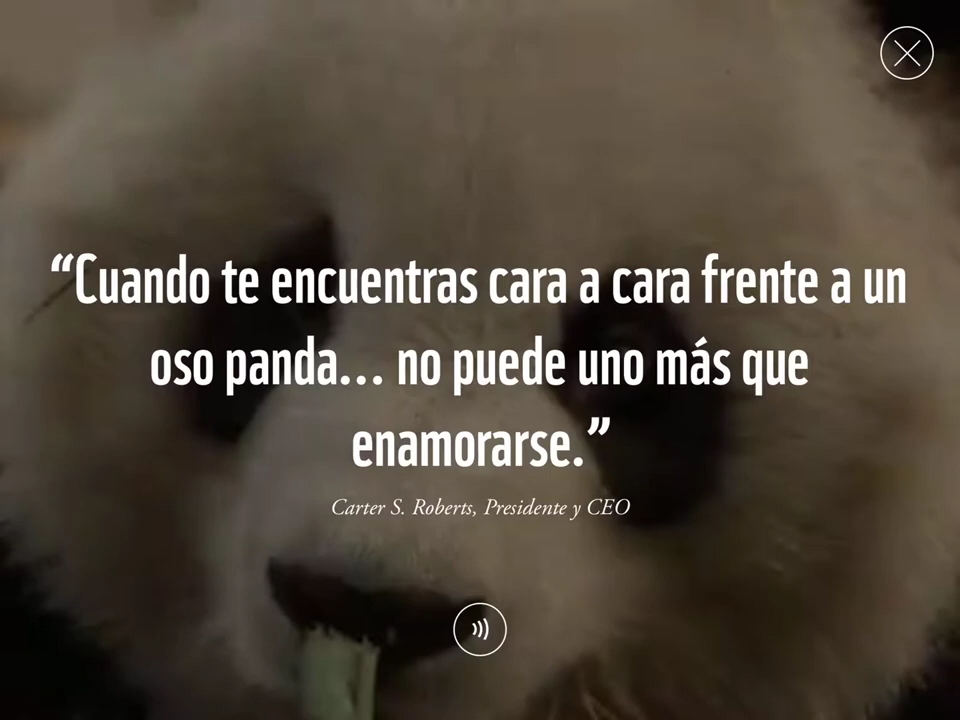 “Cuando te encuentras cara a cara frente a un
oso panda... no puede uno más que
enamorarse.”
Carter S. Roberts, Presidente y CEO